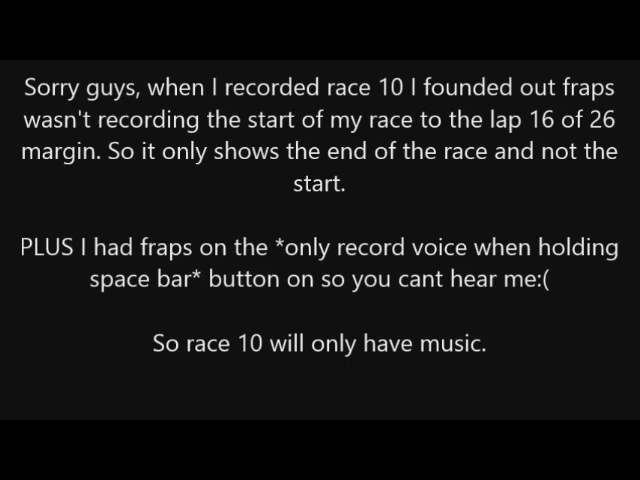 Sorry guys, when I recorded race 10 I founded out fraps
wasn't recording the start of my race to the lap 16 of 26
margin. So it only shows the end of the race and not the
start.
PLUS I had fraps on the *only record voice when holding
space bar* button on so you cant hear me:(
So race 10 will only have music.